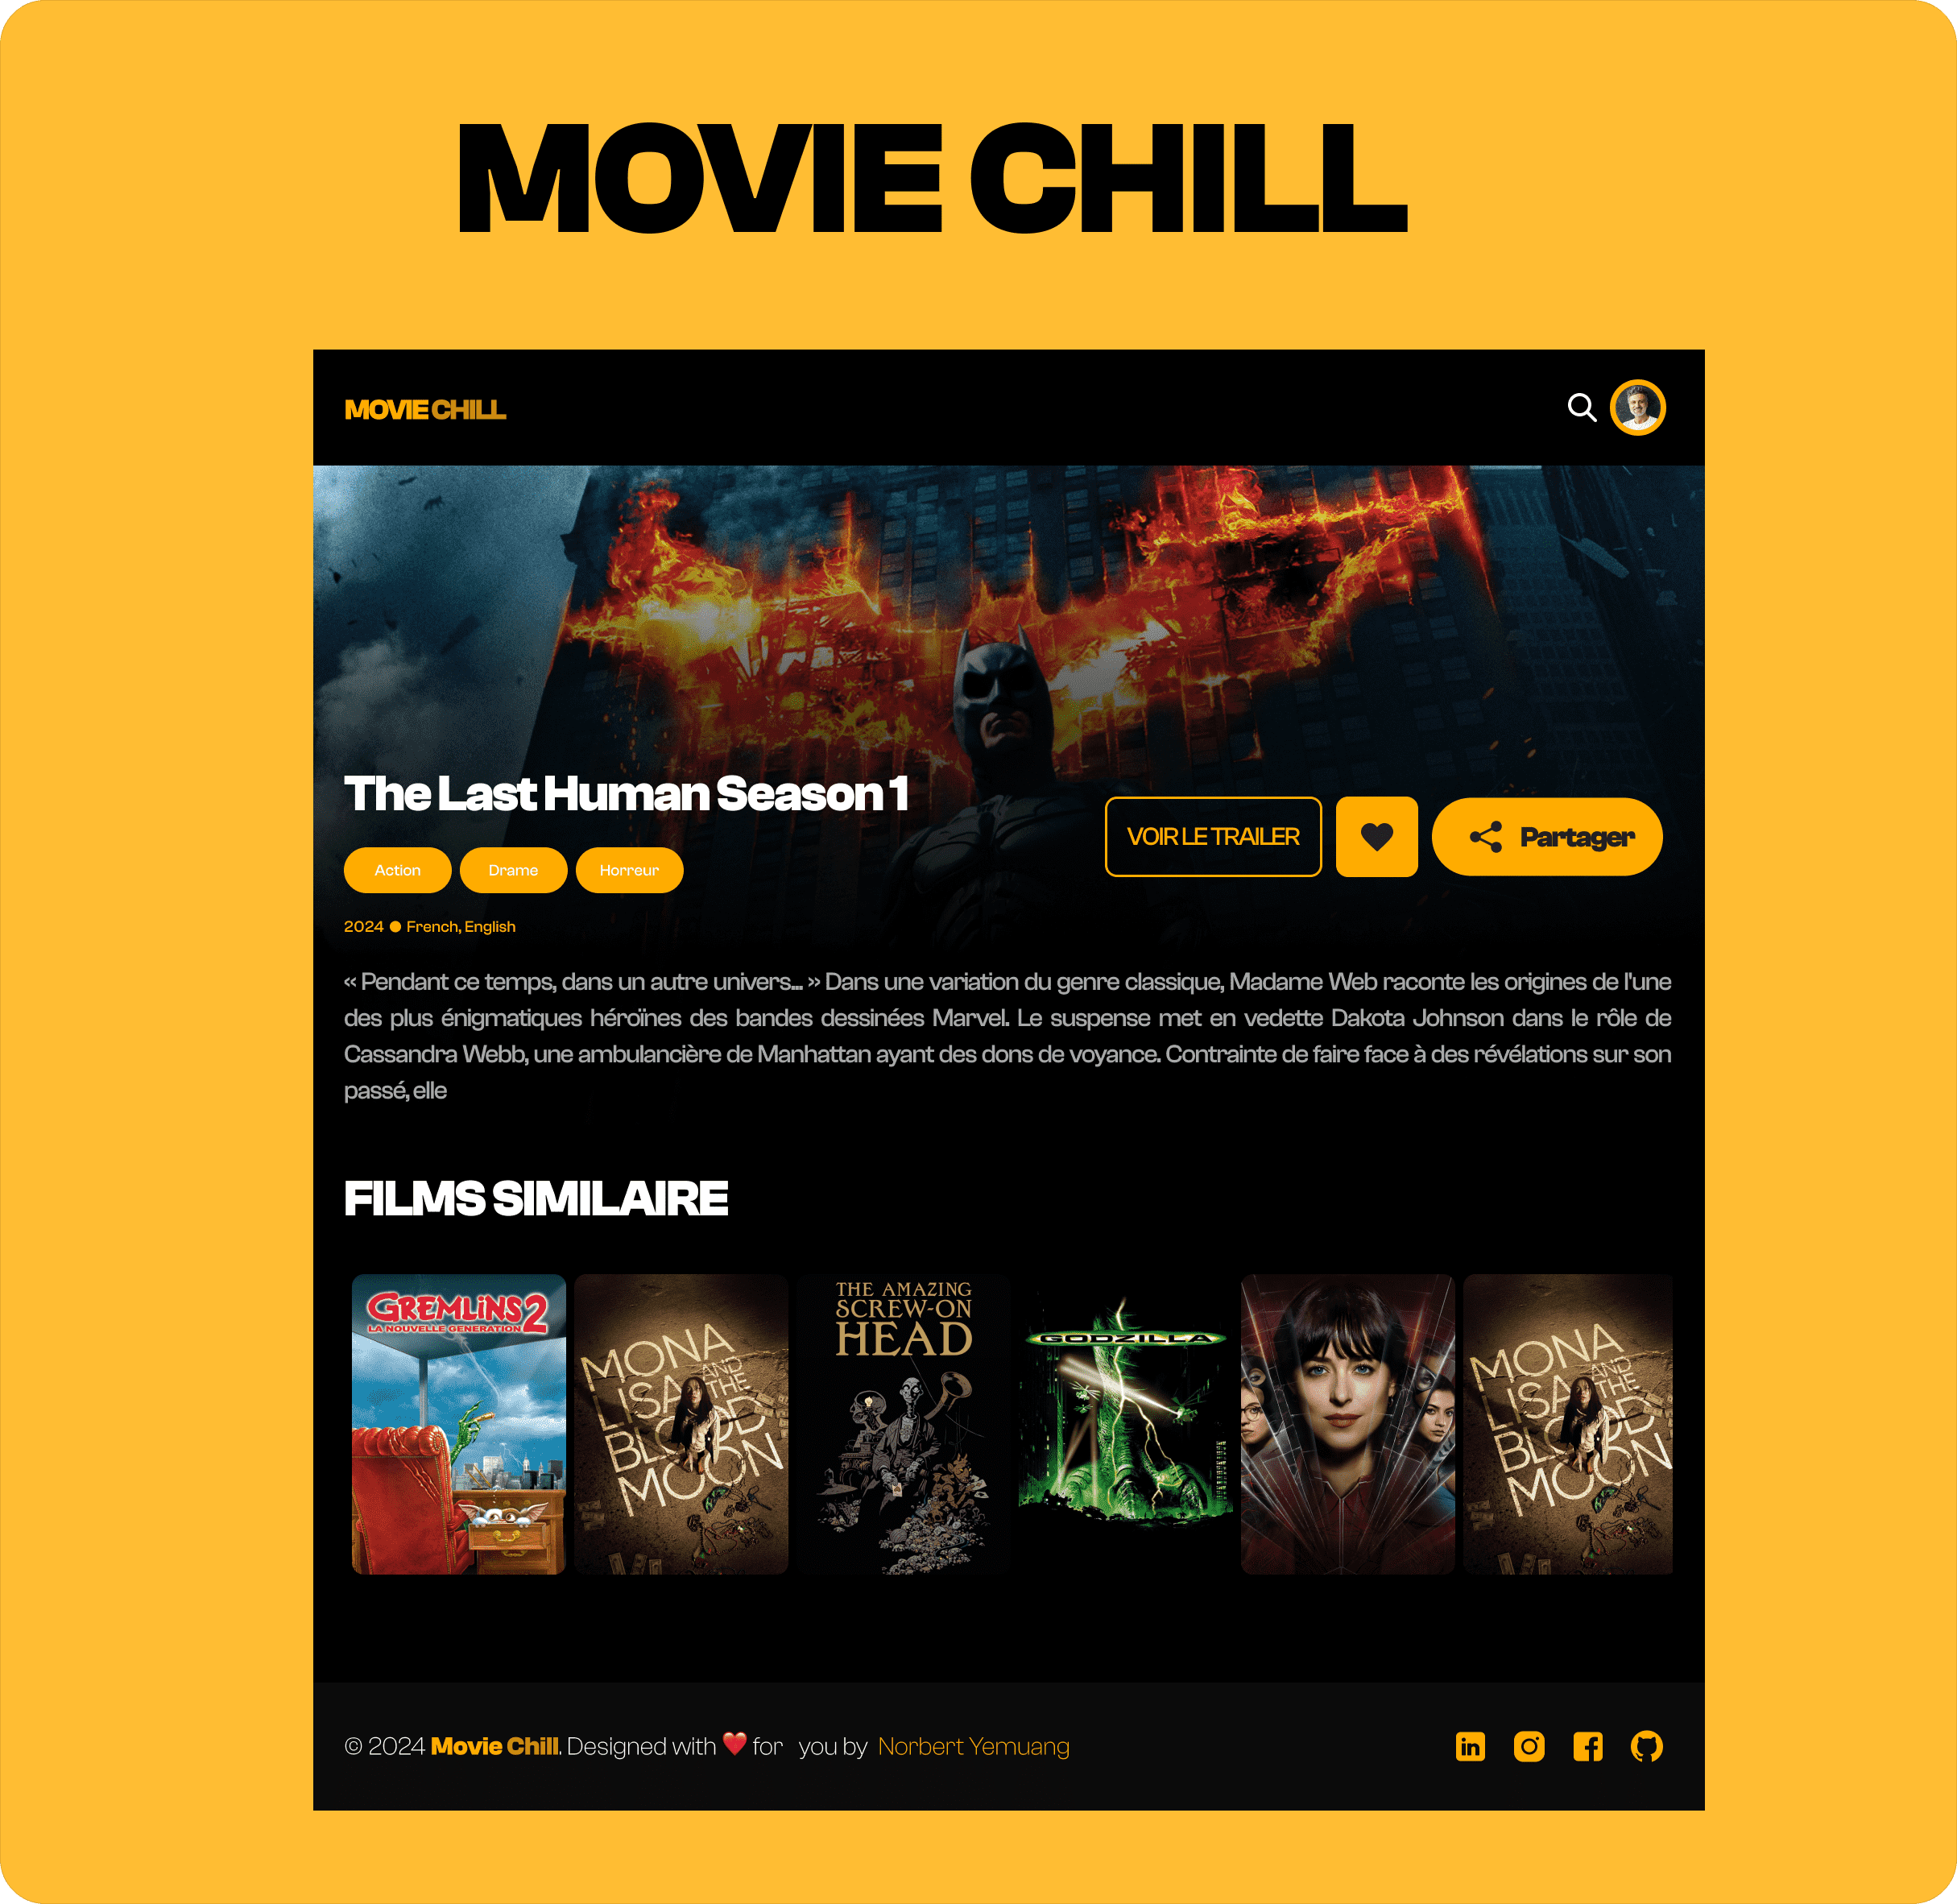 MOVIE CHILL
MOVIE CHILL
The Last Human Season 1
VOIR LE TRAILER
Partager
Action
Drame
Horreur
2024 ● French, English
« Pendant ce temps, dans un autre univers... » Dans une variation du genre classique, Madame Web raconte les origines de l'une
des plus énigmatiques héroïnes des bandes dessinées Marvel. Le suspense met en vedette Dakota Johnson dans le rôle de
Cassandra Webb, une ambulancière de Manhattan ayant des dons de voyance. Contrainte de faire face à des révélations sur son
passé, elle
FILMS SIMILAIRE
GREMLINS 2
LA NOUVELLE GENERATION
MONA
LISA AND
THE
BLOOD
MOON
THE AMAZING
SCREW-ON
HEAD
GODZILLA
MONA
LISA AND
THE
BLOOD
MOON
© 2024 Movie Chill. Designed with ❤️ for you by Norbert Yemuang